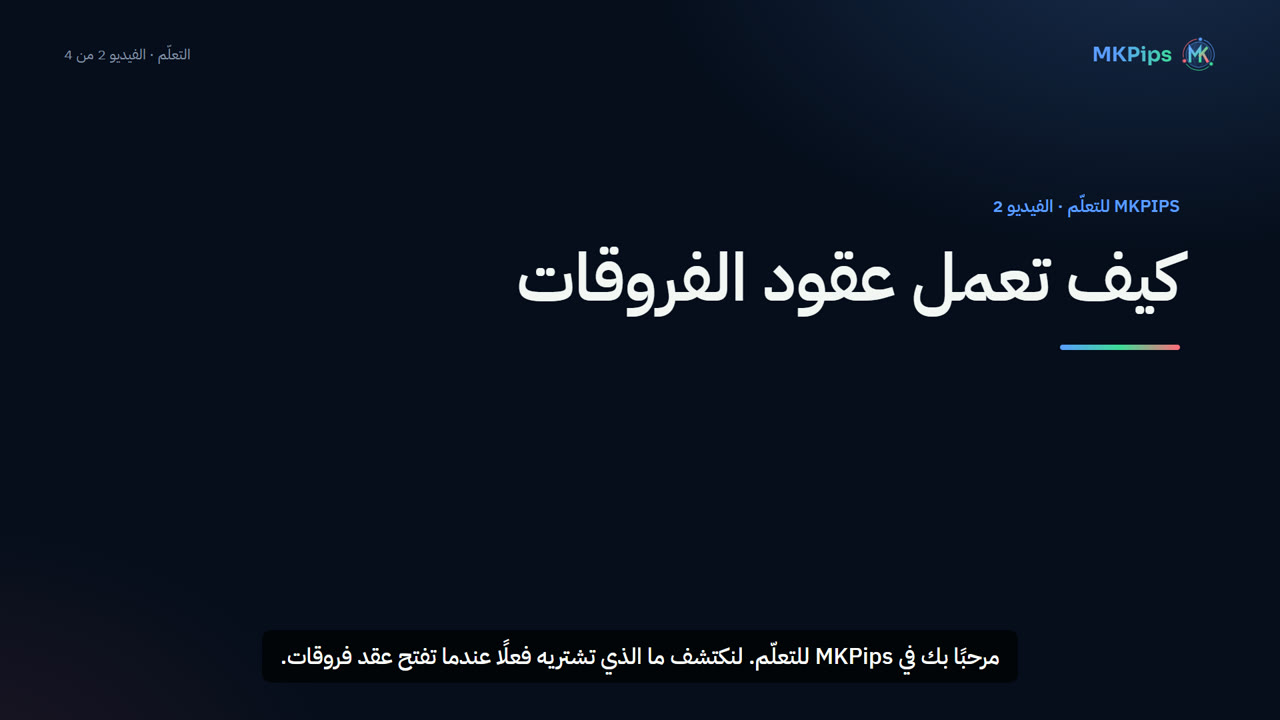 MKPips
التعلّم · الفيديو 2 من 4
MKPIPS للتعلّم · الفيديو 2
كيف تعمل عقود الفروقات
مرحبًا بك في MKPips للتعلّم. لنكتشف ما الذي تشتريه فعلًا عندما تفتح عقد فروقات.